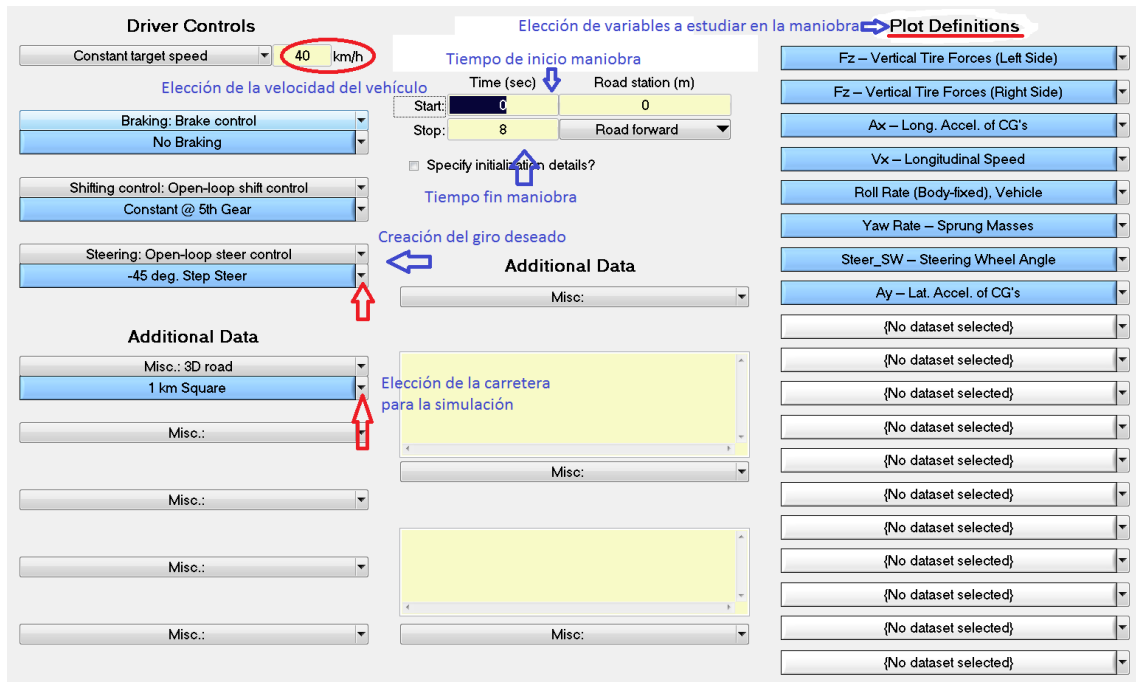 Driver Controls
Constant target speed 40 km/h
Elección de la velocidad del vehículo
Braking: Brake control
No Braking
Shifting control: Open-loop shift control
Constant @ 5th Gear
Steering: Open-loop steer control
-45 deg. Step Steer
Creación del giro deseado
Additional Data
Misc.: 3D road
1 km Square
Elección de la carretera
para la simulación
Misc.:
Misc.:
Misc.:
Misc.:
Tiempo de inicio maniobra
Time (sec) Road station (m)
Start: 0 0
Stop: 8 Road forward
Specify initialization details?
Tiempo fin maniobra
Additional Data
Misc:
Misc:
Misc:
Elección de variables a estudiar en la maniobra
Plot Definitions
Fz – Vertical Tire Forces (Left Side)
Fz – Vertical Tire Forces (Right Side)
Ax – Long. Accel. of CG's
Vx – Longitudinal Speed
Roll Rate (Body-fixed), Vehicle
Yaw Rate – Sprung Masses
Steer_SW – Steering Wheel Angle
Ay – Lat. Accel. of CG's
{No dataset selected}
{No dataset selected}
{No dataset selected}
{No dataset selected}
{No dataset selected}
{No dataset selected}
{No dataset selected}
{No dataset selected}
{No dataset selected}
{No dataset selected}
{No dataset selected}